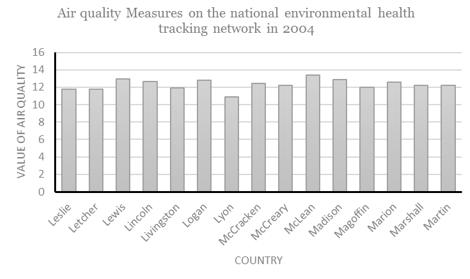 Air quality Measures on the national environmental health
tracking network in 2004
VALUE OF AIR QUALITY
16
14
12
10
8
6
4
2
0
Leslie
Letcher
Lewis
Lincoln
Livingston
Logan
Lyon
McCracken
McCreary
McLean
Madison
Magoffin
Marion
Marshall
Martin
COUNTRY